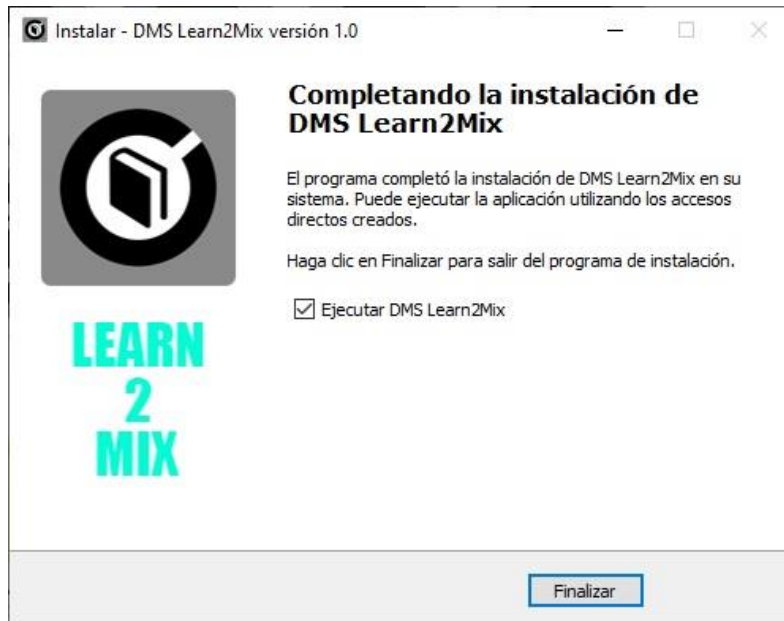 Instalar - DMS Learn2Mix versión 1.0
Completando la instalación de
DMS Learn2Mix
El programa completó la instalación de DMS Learn2Mix en su
sistema. Puede ejecutar la aplicación utilizando los accesos
directos creados.
Haga clic en Finalizar para salir del programa de instalación.
Ejecutar DMS Learn2Mix
LEARN
2
MIX
Finalizar